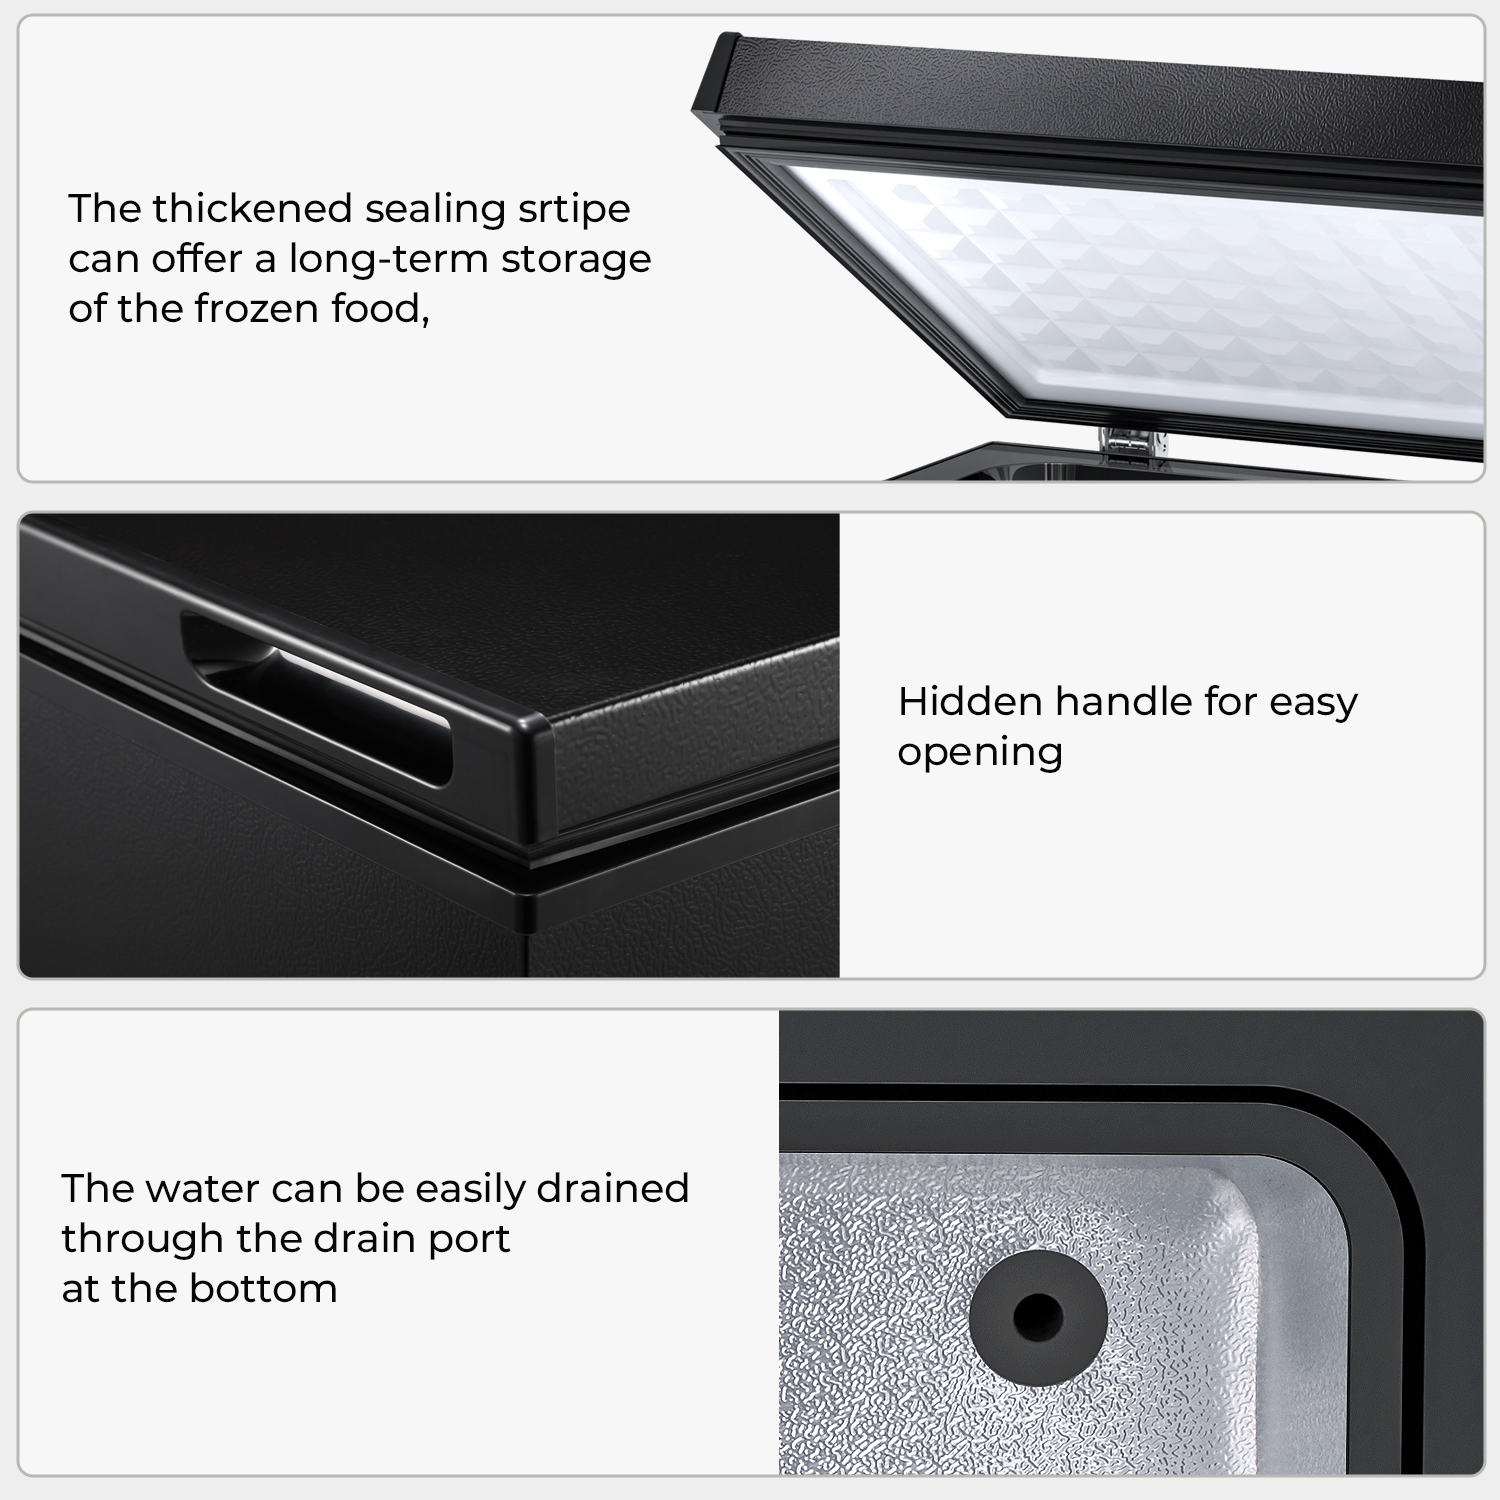 The thickened sealing srtipe
can offer a long-term storage
of the frozen food,
Hidden handle for easy
opening
The water can be easily drained
through the drain port
at the bottom